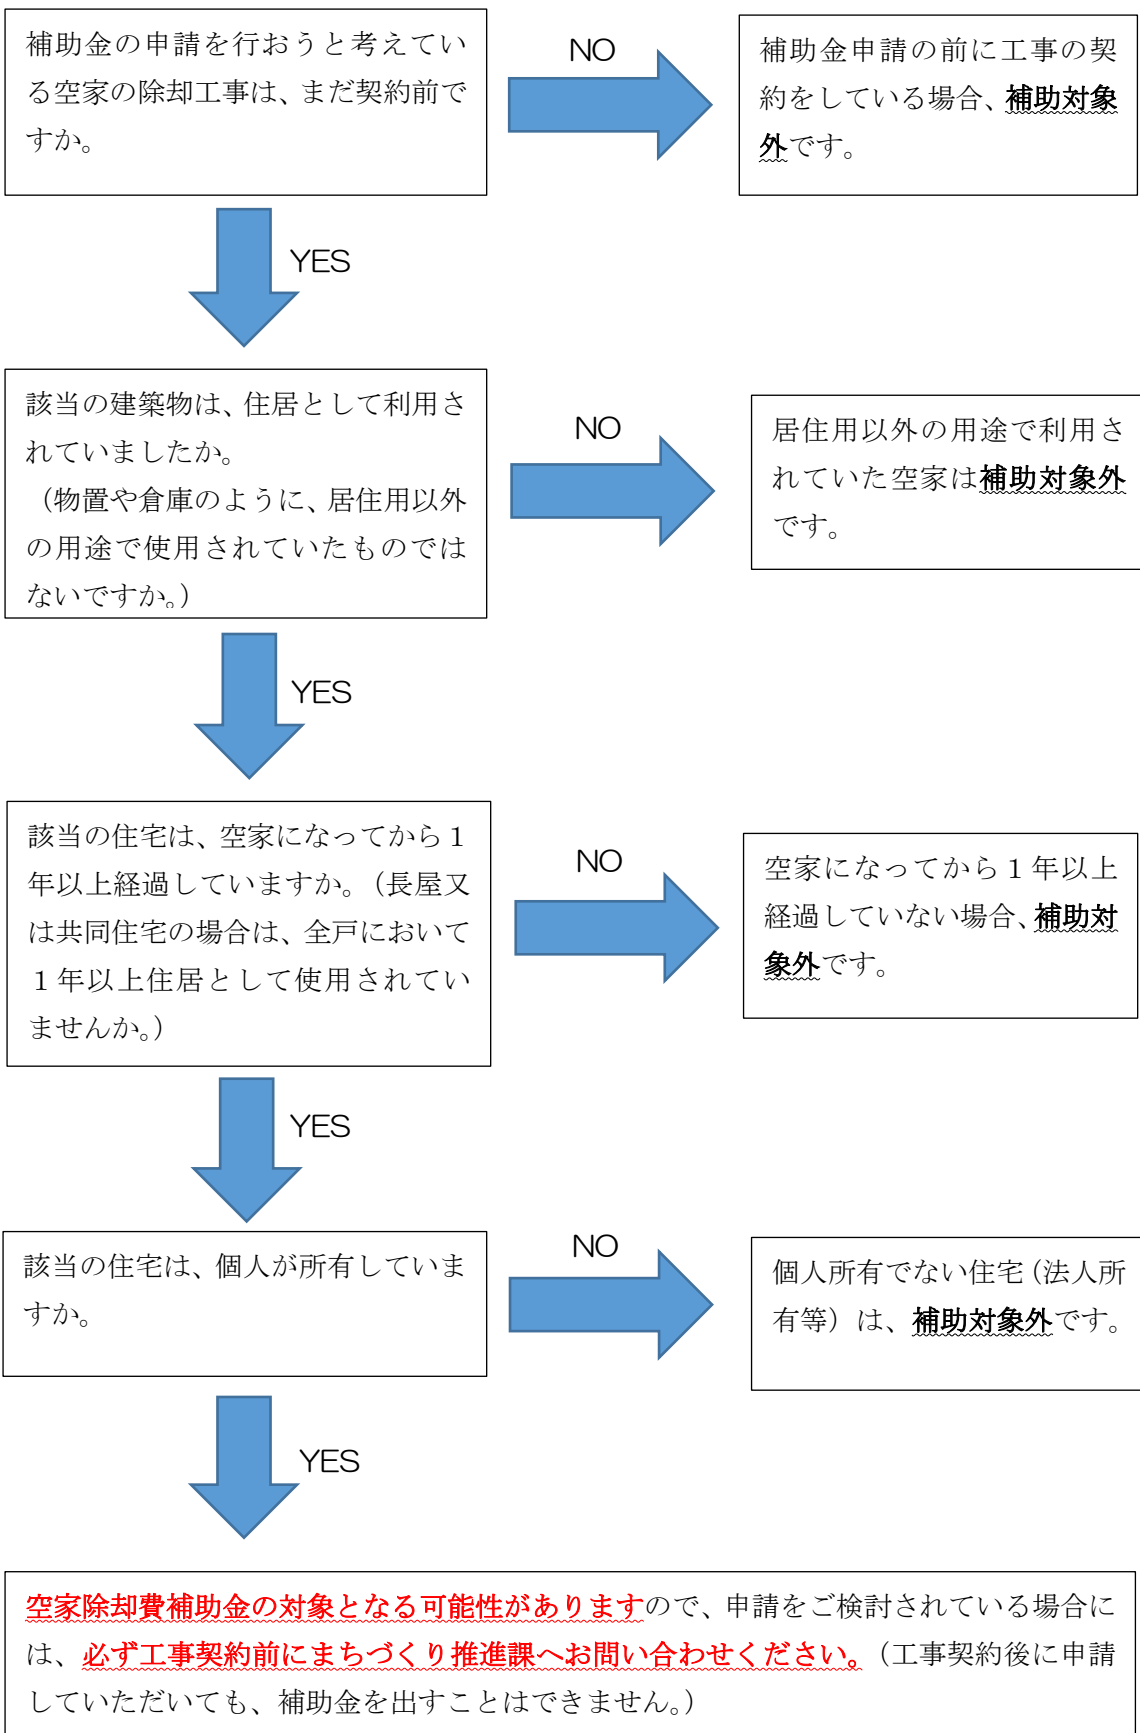 補助金の申請を行おうと考えてい
る空家の除却工事は、まだ契約前で
すか。
NO
補助金申請の前に工事の契
約をしている場合、補助対象
外です。
YES
該当の建築物は、住居として利用さ
れていましたか。
（物置や倉庫のように、居住用以外
の用途で使用されていたものでは
ないですか。）
NO
居住用以外の用途で利用さ
れていた空家は補助対象外
です。
YES
該当の住宅は、空家になってから１
年以上経過していますか。（長屋又
は共同住宅の場合は、全戸において
１年以上住居として使用されてい
ませんか。）
NO
空家になってから１年以上
経過していない場合、補助対
象外です。
YES
該当の住宅は、個人が所有していま
すか。
NO
個人所有でない住宅（法人所
有等）は、補助対象外です。
YES
空家除却費補助金の対象となる可能性がありますので、申請をご検討されている場合に
は、必ず工事契約前にまちづくり推進課へお問い合わせください。（工事契約後に申請
していただいても、補助金を出すことはできません。）